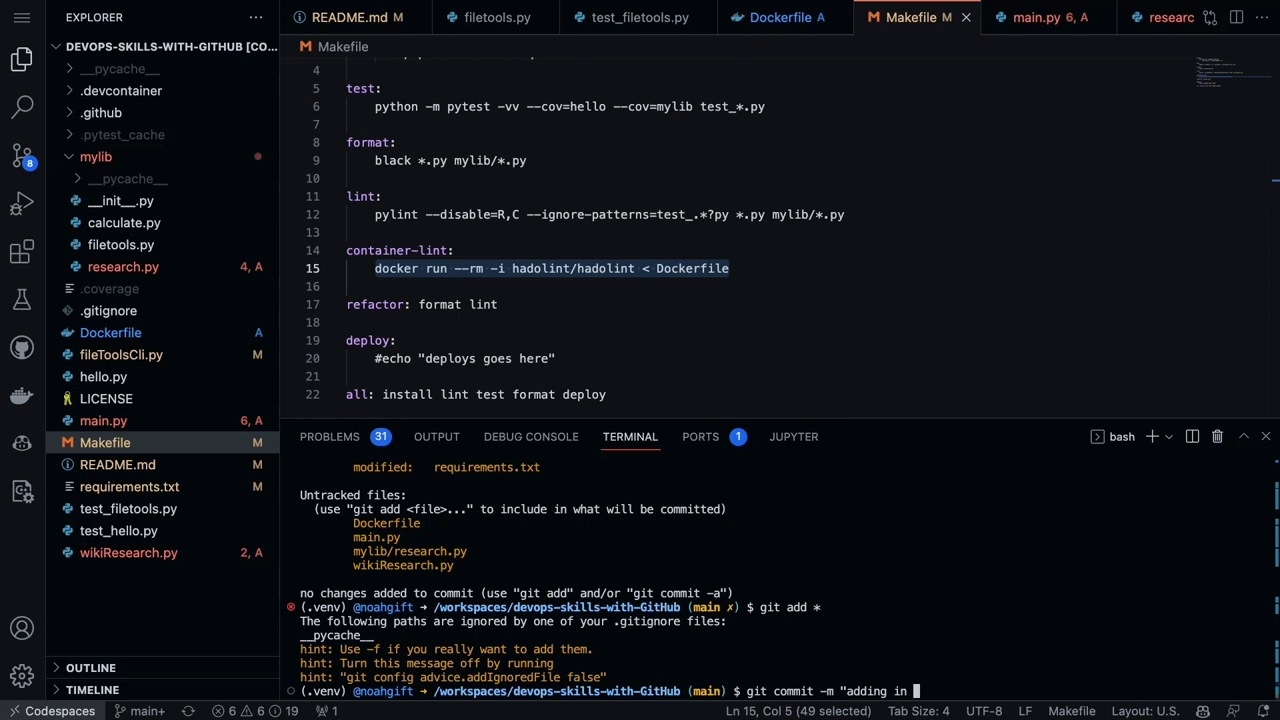 EXPLORER
DEVOPS-SKILLS-WITH-GITHUB [CO...
__pycache__
.devcontainer
.github
.pytest_cache
mylib
__pycache__
__init__.py
calculate.py
filetools.py
research.py 4, A
.coverage
.gitignore
Dockerfile A
fileToolsCli.py M
hello.py
LICENSE
main.py 6, A
Makefile M
README.md M
requirements.txt M
test_filetools.py
test_hello.py
wikiResearch.py 2, A
OUTLINE
TIMELINE
8
README.md M filetools.py test_filetools.py Dockerfile A Makefile M main.py 6, A researc
Makefile
4
5 test:
6 python -m pytest -vv --cov=hello --cov=mylib test_*.py
7
8 format:
9 black *.py mylib/*.py
10
11 lint:
12 pylint --disable=R,C --ignore-patterns=test_.*?py *.py mylib/*.py
13
14 container-lint:
15 docker run --rm -i hadolint/hadolint < Dockerfile
16
17 refactor: format lint
18
19 deploy:
20 #echo "deploys goes here"
21
22 all: install lint test format deploy
PROBLEMS 31 OUTPUT DEBUG CONSOLE TERMINAL PORTS 1 JUPYTER bash
modified: requirements.txt
Untracked files:
(use "git add <file>..." to include in what will be committed)
Dockerfile
main.py
mylib/research.py
wikiResearch.py
no changes added to commit (use "git add" and/or "git commit -a")
(.venv) @noahgift ➜ /workspaces/devops-skills-with-GitHub (main ✗) $ git add *
The following paths are ignored by one of your .gitignore files:
__pycache__
hint: Use -f if you really want to add them.
hint: Turn this message off by running
hint: "git config advice.addIgnoredFile false"
(.venv) @noahgift ➜ /workspaces/devops-skills-with-GitHub (main) $ git commit -m "adding in
Codespaces main+ 6 6 19 1 Ln 15, Col 5 (49 selected) Tab Size: 4 UTF-8 LF Makefile Layout: U.S.